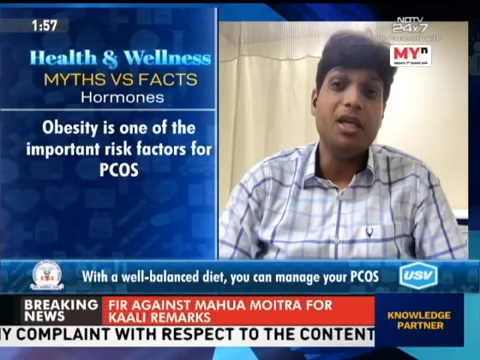 1:57
NDTV
24x7
MYn
Health & Wellness
MYTHS VS FACTS
Hormones
Obesity is one of the
important risk factors for
PCOS
With a well-balanced diet, you can manage your PCOS
USV
BREAKING
NEWS
FIR AGAINST MAHUA MOITRA FOR
KAALI REMARKS
KNOWLEDGE
PARTNER
MY COMPLAINT WITH RESPECT TO THE CONTENT